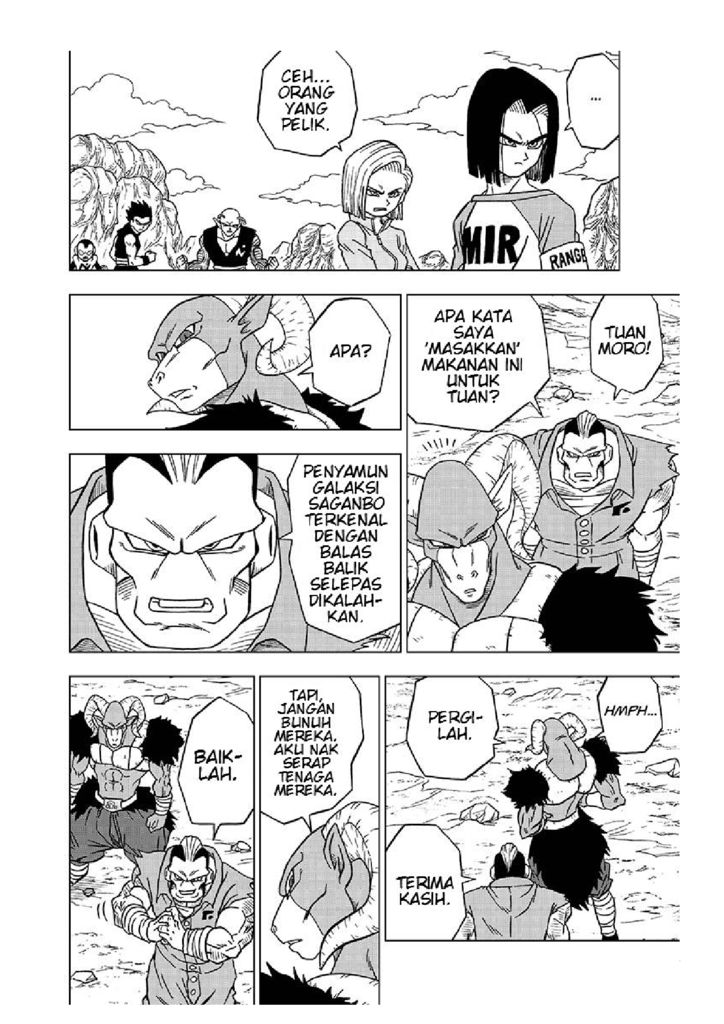 ...
CEH...
ORANG
YANG
PELIK.
MIR
RANGE
TUAN
MORO!
APA KATA
SAYA
'MASAKKAN'
MAKANAN INI
UNTUK
TUAN?
APA?
PENYAMUN
GALAKSI
SAGANBO
TERKENAL
DENGAN
BALAS
BALIK
SELEPAS
DIKALAH-
KAN.
HMPH...
PERGI-
LAH.
TERIMA
KASIH.
TAPI,
JANGAN
BUNUH
MEREKA.
AKU NAK
SERAP
TENAGA
MEREKA.
BAIK-
LAH.